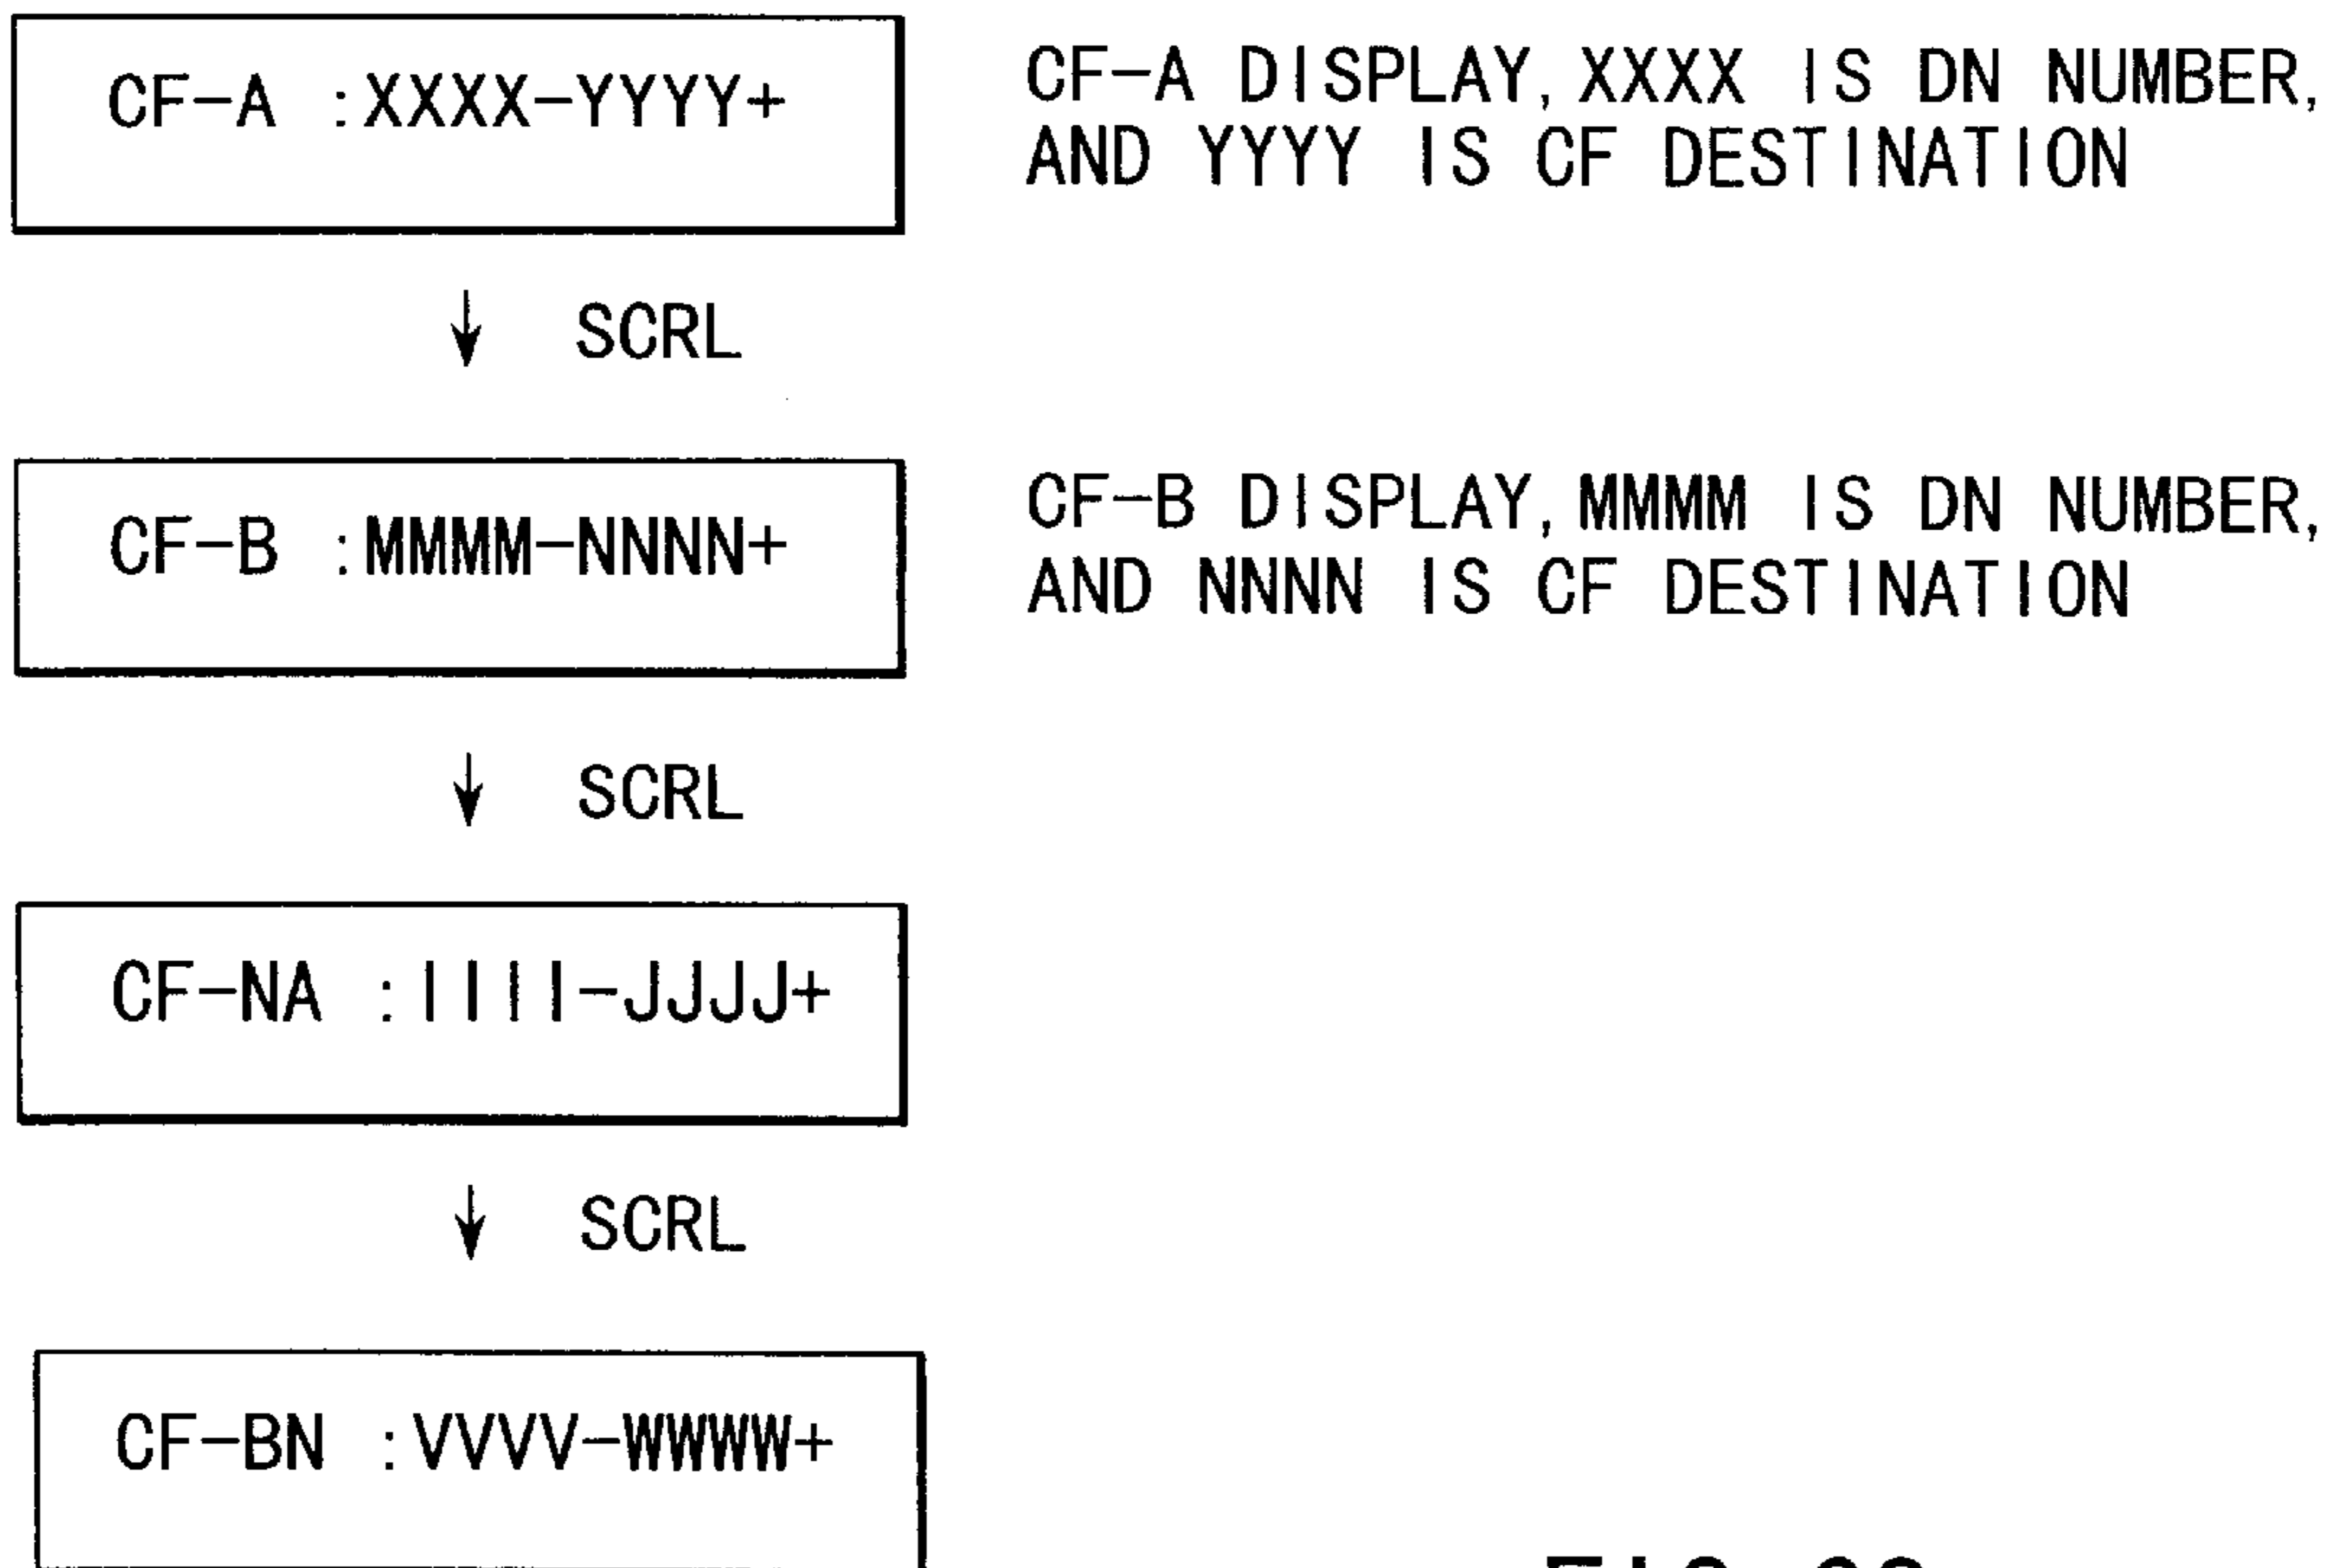 CF-A :XXXX-YYYY+
CF-A DISPLAY, XXXX IS DN NUMBER,
AND YYYY IS CF DESTINATION
↓ SCRL
CF-B :MMMM-NNNN+
CF-B DISPLAY, MMMM IS DN NUMBER,
AND NNNN IS CF DESTINATION
↓ SCRL
CF-NA :IIII-JJJJ+
↓ SCRL
CF-BN :VVVV-WWWW+